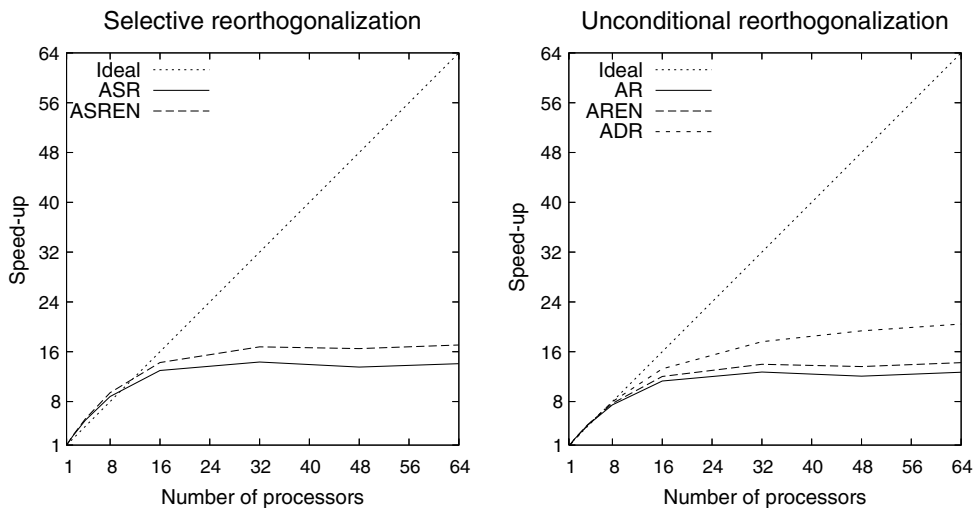 Selective reorthogonalization
64
56
48
40
32
24
16
8
1
Speed-up
Ideal
ASR
ASREN
1 8 16 24 32 40 48 56 64
Number of processors
Unconditional reorthogonalization
64
56
48
40
32
24
16
8
1
Speed-up
Ideal
AR
AREN
ADR
1 8 16 24 32 40 48 56 64
Number of processors